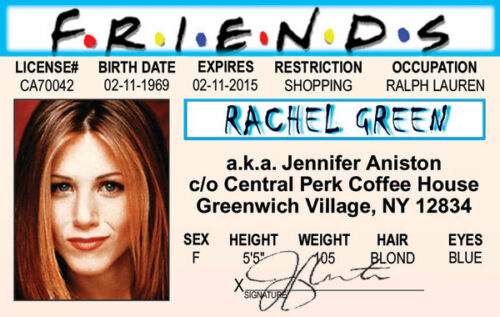 F.R.I.E.N.D.S
LICENSE# BIRTH DATE EXPIRES RESTRICTION OCCUPATION
CA70042 02-11-1969 02-11-2015 SHOPPING RALPH LAUREN
RACHEL GREEN
a.k.a. Jennifer Aniston
c/o Central Perk Coffee House
Greenwich Village, NY 12834
SEX HEIGHT WEIGHT HAIR EYES
F 5'5" 105 BLOND BLUE
X
SIGNATURE